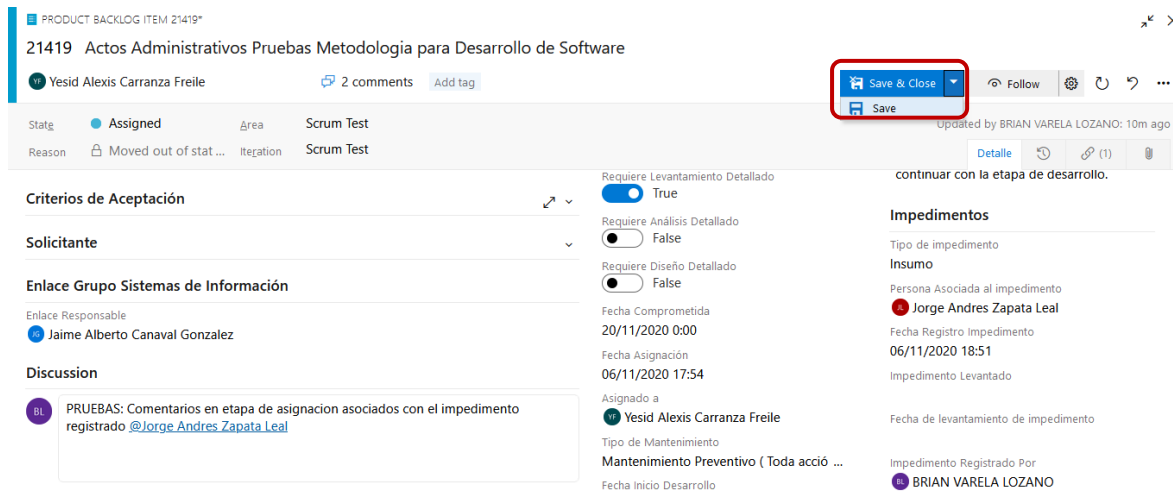 PRODUCT BACKLOG ITEM 21419*
21419 Actos Administrativos Pruebas Metodologia para Desarrollo de Software
YF Yesid Alexis Carranza Freile
2 comments
Add tag
Save & Close
Follow
Save
State
Assigned
Area
Scrum Test
Updated by BRIAN VARELA LOZANO: 10m ago
Reason
Moved out of stat ...
Iteration
Scrum Test
Detalle
(1)
Criterios de Aceptación
Solicitante
Enlace Grupo Sistemas de Información
Enlace Responsable
JG Jaime Alberto Canaval Gonzalez
Discussion
BL
PRUEBAS: Comentarios en etapa de asignacion asociados con el impedimento
registrado @Jorge Andres Zapata Leal
Requiere Levantamiento Detallado
True
Requiere Análisis Detallado
False
Requiere Diseño Detallado
False
Fecha Comprometida
20/11/2020 0:00
Fecha Asignación
06/11/2020 17:54
Asignado a
YF Yesid Alexis Carranza Freile
Tipo de Mantenimiento
Mantenimiento Preventivo ( Toda acció ...
Fecha Inicio Desarrollo
continuar con la etapa de desarrollo.
Impedimentos
Tipo de impedimento
Insumo
Persona Asociada al impedimento
JL Jorge Andres Zapata Leal
Fecha Registro Impedimento
06/11/2020 18:51
Impedimento Levantado
Fecha de levantamiento de impedimento
Impedimento Registrado Por
BL BRIAN VARELA LOZANO